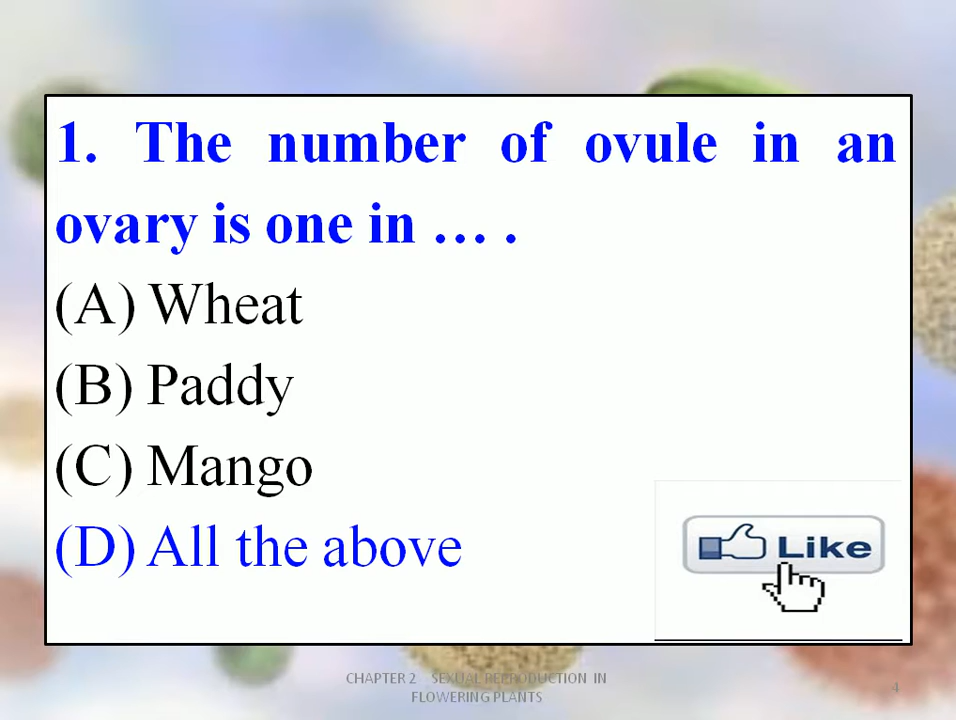 1. The number of ovule in an
ovary is one in … .
(A) Wheat
(B) Paddy
(C) Mango
(D) All the above
Like
CHAPTER 2 SEXUAL REPRODUCTION IN
FLOWERING PLANTS
4